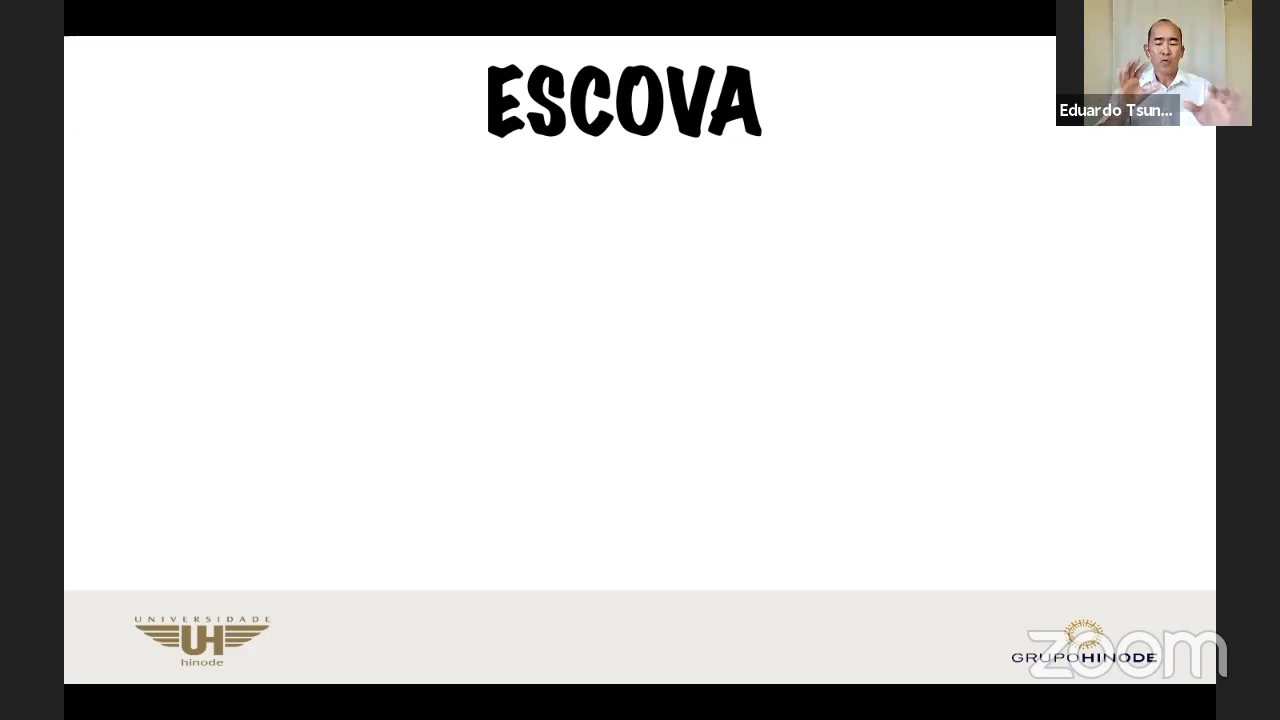 ESCOVA
Eduardo Tsun...
UNIVERSIDADE
UH
hinode
GRUPOHINODE
zoom